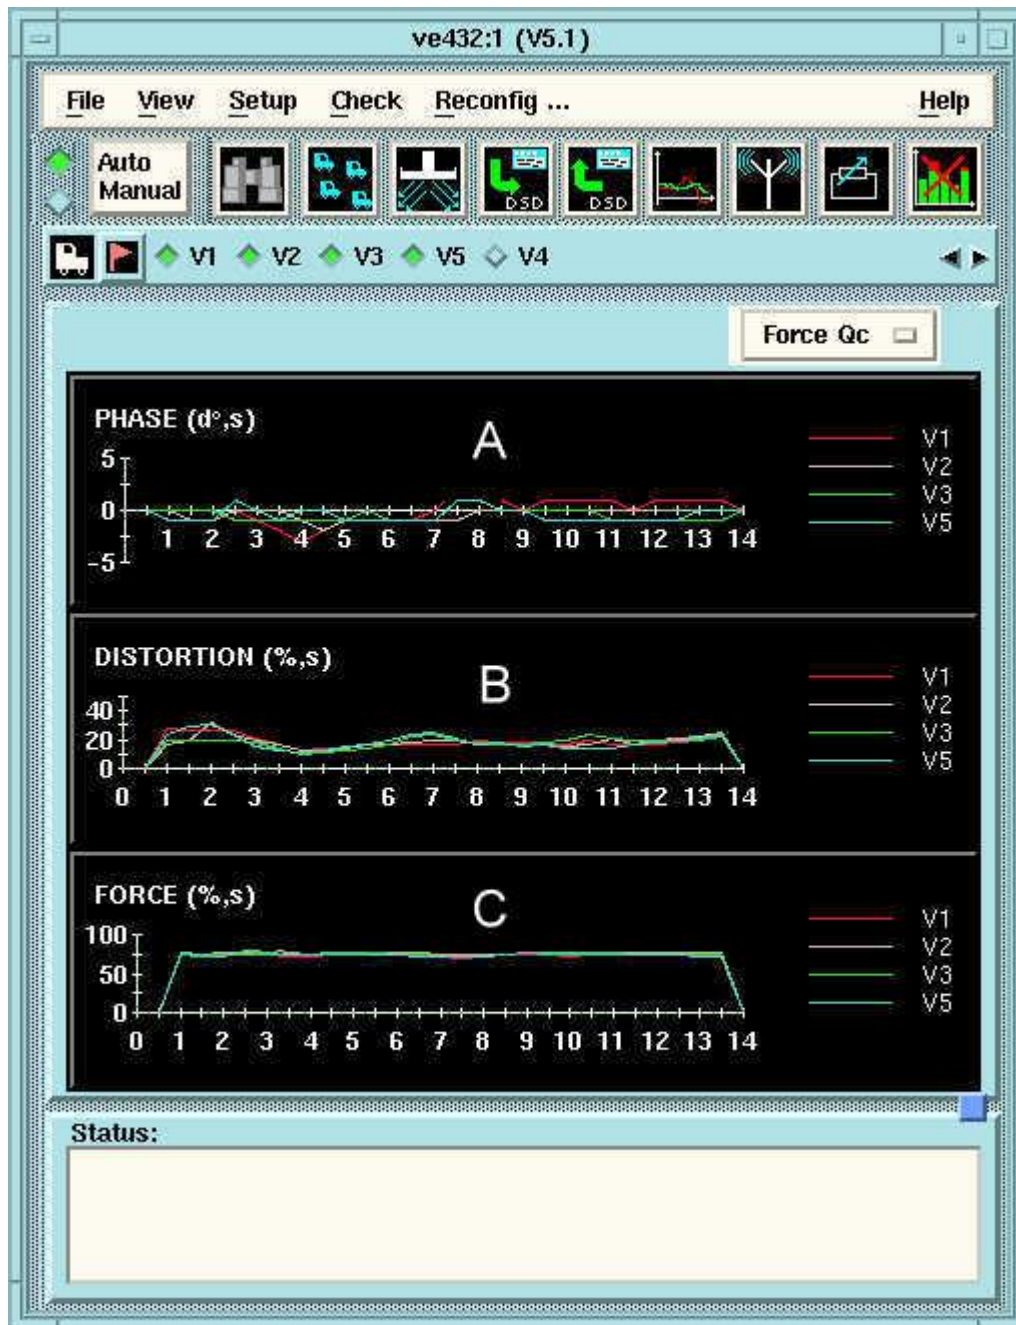 ve432:1 (V5.1)
File View Setup Check Reconfig ... Help
Auto
Manual
DSD DSD
V1 V2 V3 V5 V4
Force Qc
PHASE (d°,s)
A
V1
V2
V3
V5
5
0
-5
1 2 3 4 5 6 7 8 9 10 11 12 13 14
DISTORTION (%,s)
B
V1
V2
V3
V5
40
20
0
0 1 2 3 4 5 6 7 8 9 10 11 12 13 14
FORCE (%,s)
C
V1
V2
V3
V5
100
50
0
0 1 2 3 4 5 6 7 8 9 10 11 12 13 14
Status: